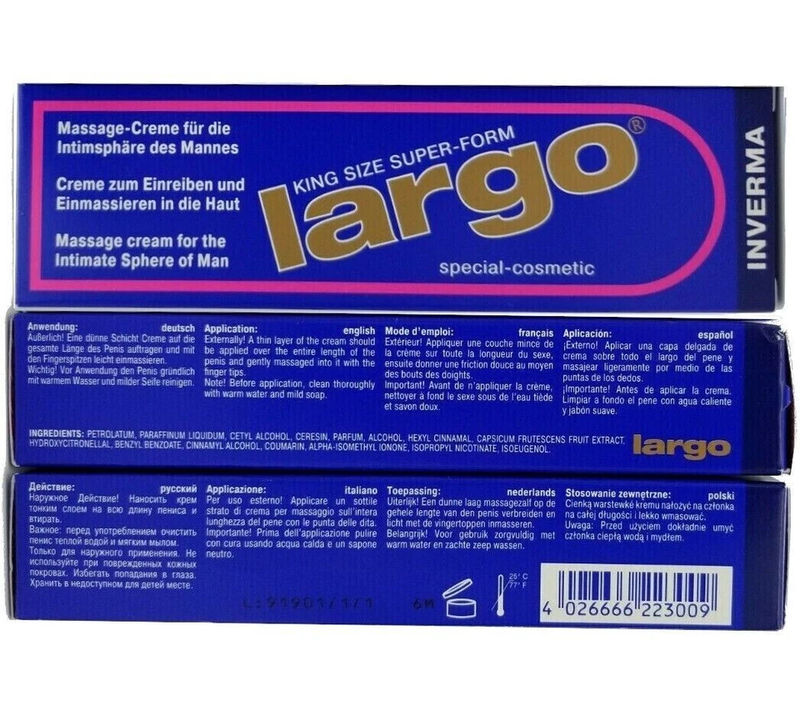 Massage-Creme für die
Intimsphäre des Mannes
Creme zum Einreiben und
Einmassieren in die Haut
Massage cream for the
Intimate Sphere of Man
KING SIZE SUPER-FORM
largo®
special-cosmetic
INVERMA
Anwendung: deutsch
Äußerlich! Eine dünne Schicht Creme auf die
gesamte Länge des Penis auftragen und mit
den Fingerspitzen leicht einmassieren.
Wichtig! Vor Anwendung den Penis gründlich
mit warmem Wasser und milder Seife reinigen.
Application: english
Externally! A thin layer of the cream should
be applied over the entire length of the
penis and gently massaged into it with the
finger tips.
Note! Before application, clean thoroughly
with warm water and mild soap.
Mode d'emploi: français
Extérieur! Appliquer une couche mince de
la crème sur toute la longueur du sexe,
ensuite donner une friction douce au moyen
des bouts des doights.
Important! Avant de n'appliquer la crème,
nettoyer à fond le sexe sous de l'eau tiède
et savon doux.
Aplicación: español
¡Externo! Aplicar una capa delgada de
crema sobre todo el largo del pene y
masajear ligeramente por medio de las
puntas de los dedos.
¡Importante! Antes de aplicar la crema.
Limpiar a fondo el pene con agua caliente
y jabón suave.
INGREDIENTS: PETROLATUM, PARAFFINUM LIQUIDUM, CETYL ALCOHOL, CERESIN, PARFUM, ALCOHOL, HEXYL CINNAMAL, CAPSICUM FRUTESCENS FRUIT EXTRACT,
HYDROXYCITRONELLAL, BENZYL BENZOATE, CINNAMYL ALCOHOL, COUMARIN, ALPHA-ISOMETHYL IONONE, ISOPROPYL NICOTINATE, ISOEUGENOL.
largo
Действие: русский
Наружное Действие! Наносить крем
тонким слоем на всю длину пениса и
втирать.
Важное: перед употреблением очистить
пенис теплой водой и мягким мылом.
Только для наружного применения. Не
используйте при поврежденных кожных
покровах. Избегать попадания в глаза.
Хранить в недоступном для детей месте.
Applicazione: italiano
Per uso esterno! Applicare un sottile
strato di crema per massaggio sull'intera
lunghezza del pene con le punta delle dita.
Importante! Prima dell'applicazione pulire
con cura usando acqua calda e un sapone
neutro.
Toepassing: nederlands
Uiterlijk! Een dunne laag massagezalf op de
gehele lengte van den penis verbreiden en
licht met de vingertoppen inmasseren.
Belangrijk! Voor gebruik zorgvuldig met
warm water en zachte zeep wassen.
Stosowanie zewnętrzne: polski
Cienką warstewkę kremu nałożyć na członka
na całej długości i lekko wmasować.
Uwaga: Przed użyciem dokładnie umyć
członka ciepłą wodą i mydłem.
L:91901/1/1
6M
25° C
77° F
4 026666 223009